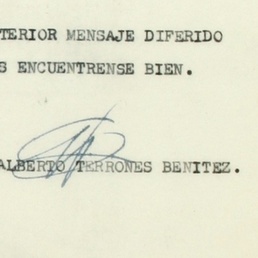 TERIOR MENSAJE DIFERIDO
S ENCUENTRENSE BIEN.
ALBERTO TERRONES BENITEZ.